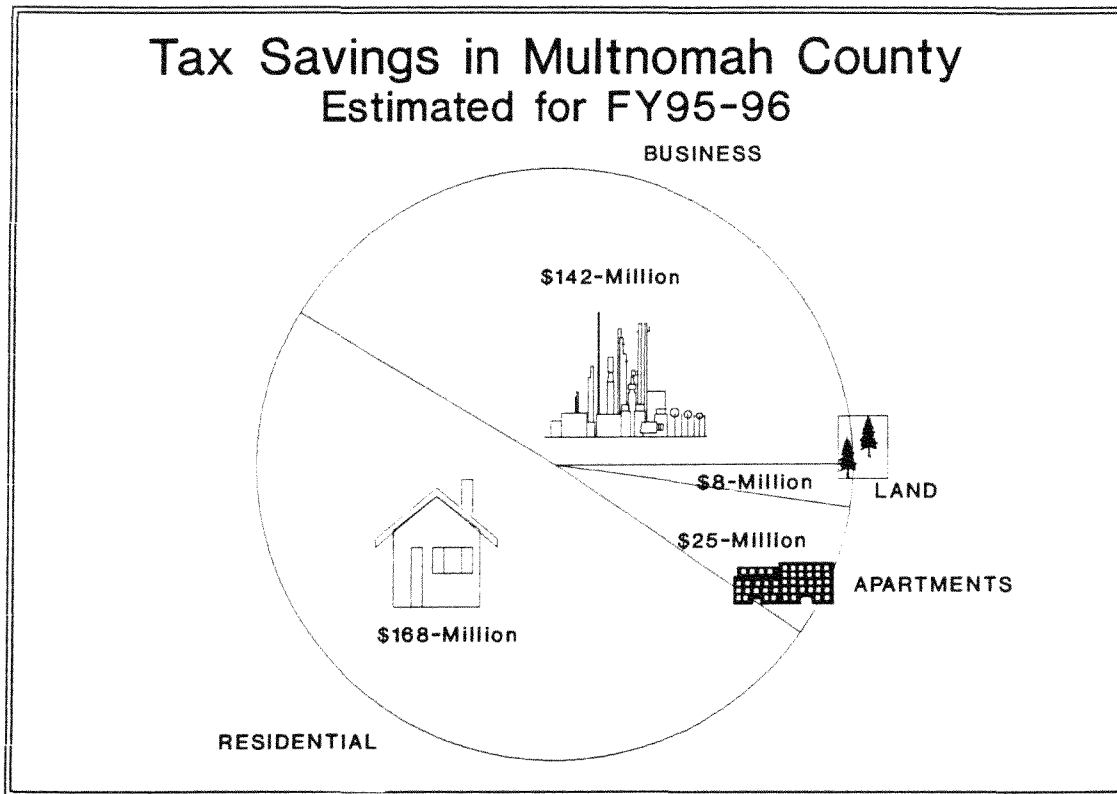 Tax Savings in Multnomah County
Estimated for FY95-96
BUSINESS
$142-Million
$8-Million
LAND
$25-Million
APARTMENTS
$168-Million
RESIDENTIAL